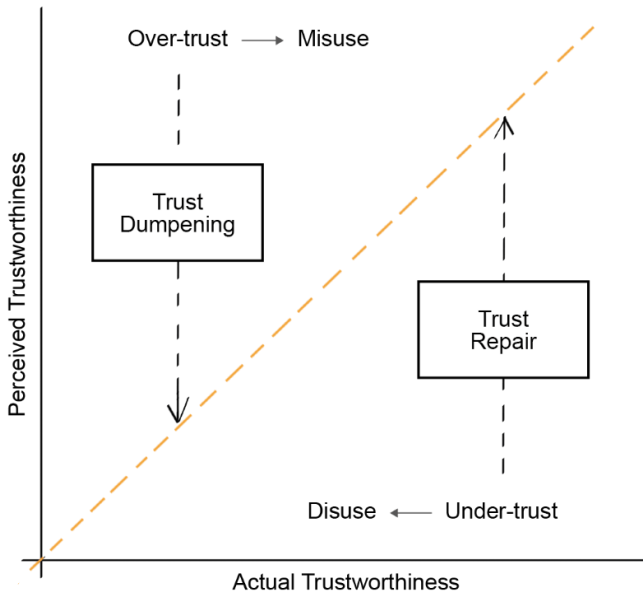 Over-trust → Misuse
Trust
Dumpening
Trust
Repair
Disuse ← Under-trust
Perceived Trustworthiness
Actual Trustworthiness